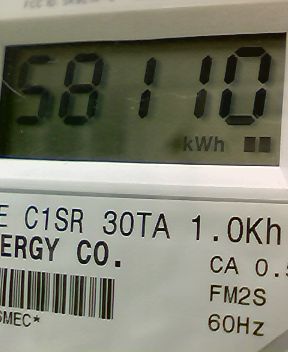 58110
kWh
E C1SR 30TA 1.0Kh
ERGY CO.
CA 0.5
FM2S
60Hz
SMEC*